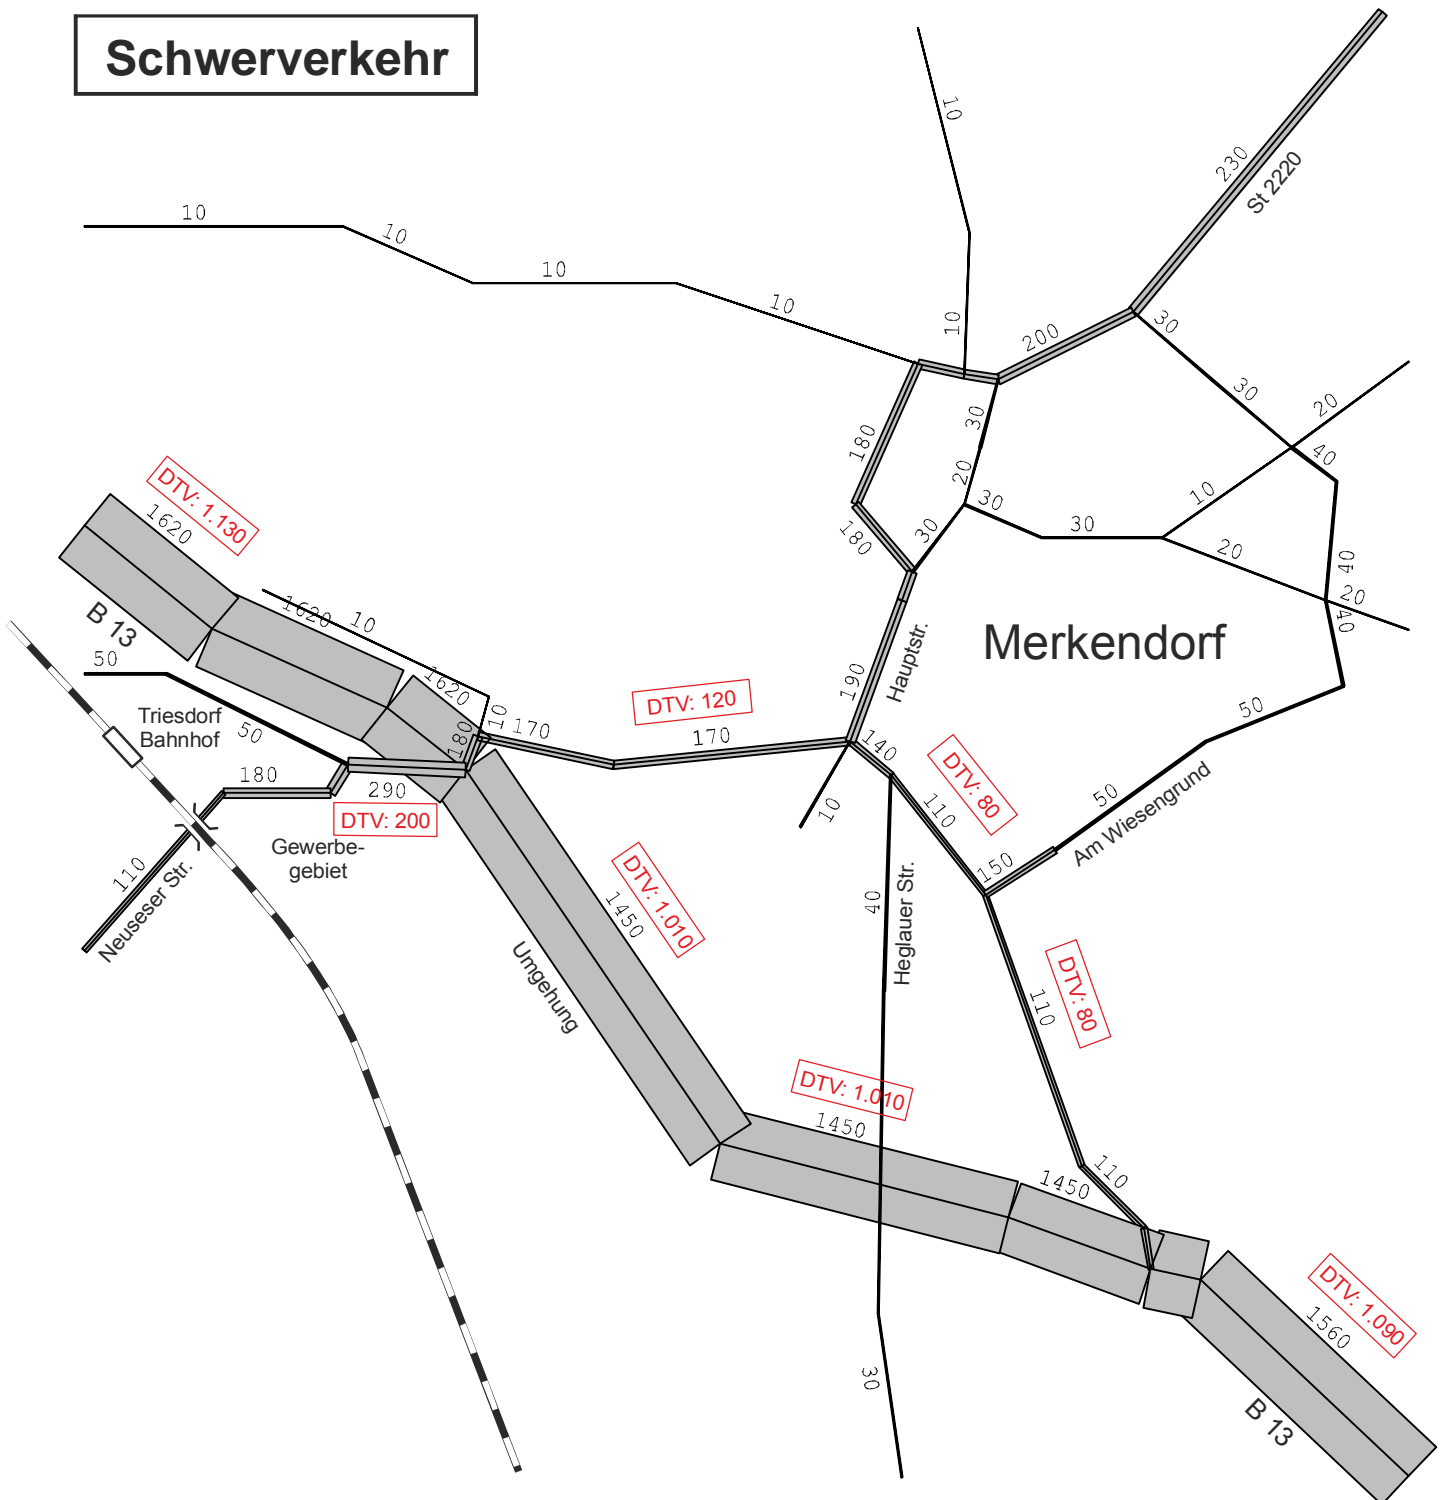 Schwerverkehr
10
230
St 2220
10
10
10
10
10
200
30
30
20
40
180
30
20
30
30
10
20
180
30
40
20
40
DTV: 1.130
1620
B 13
1620
10
50
Merkendorf
Hauptstr.
190
1620
10
Triesdorf
Bahnhof
50
180
170
DTV: 120
170
140
50
180
290
DTV: 200
10
DTV: 80
110
50
Am Wiesengrund
150
Gewerbe-
gebiet
110
Neuseser Str.
DTV: 1.010
1450
Umgehung
40
Heglauer Str.
DTV: 80
110
DTV: 1.010
1450
110
1450
DTV: 1.090
1560
B 13
30